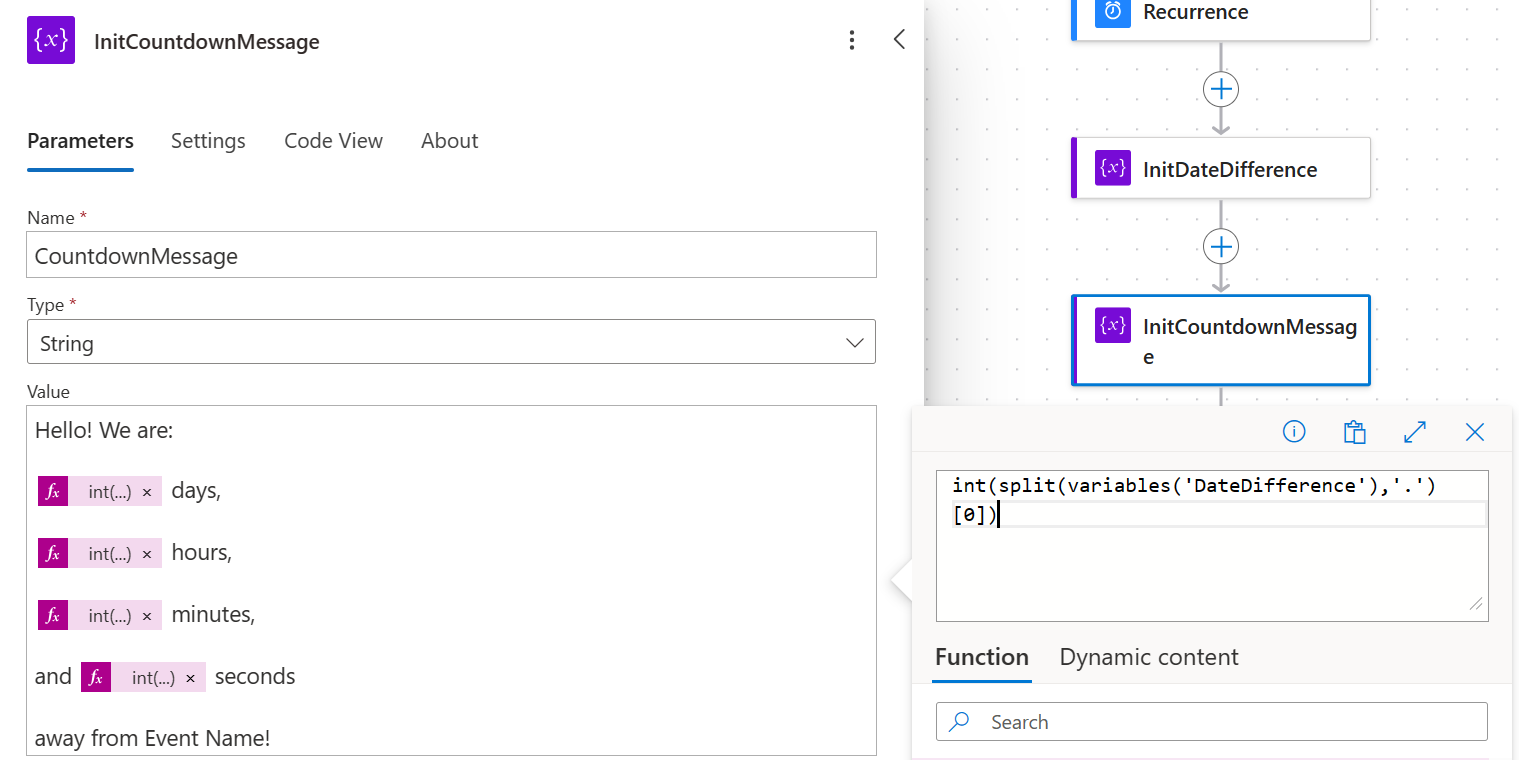 {x} InitCountdownMessage
Parameters Settings Code View About
Name *
CountdownMessage
Type *
String
Value
Hello! We are:
fx int(...) × days,
fx int(...) × hours,
fx int(...) × minutes,
and fx int(...) × seconds
away from Event Name!
Recurrence
{x} InitDateDifference
{x} InitCountdownMessag
e
int(split(variables('DateDifference'),'.')
[0])
Function Dynamic content
Search